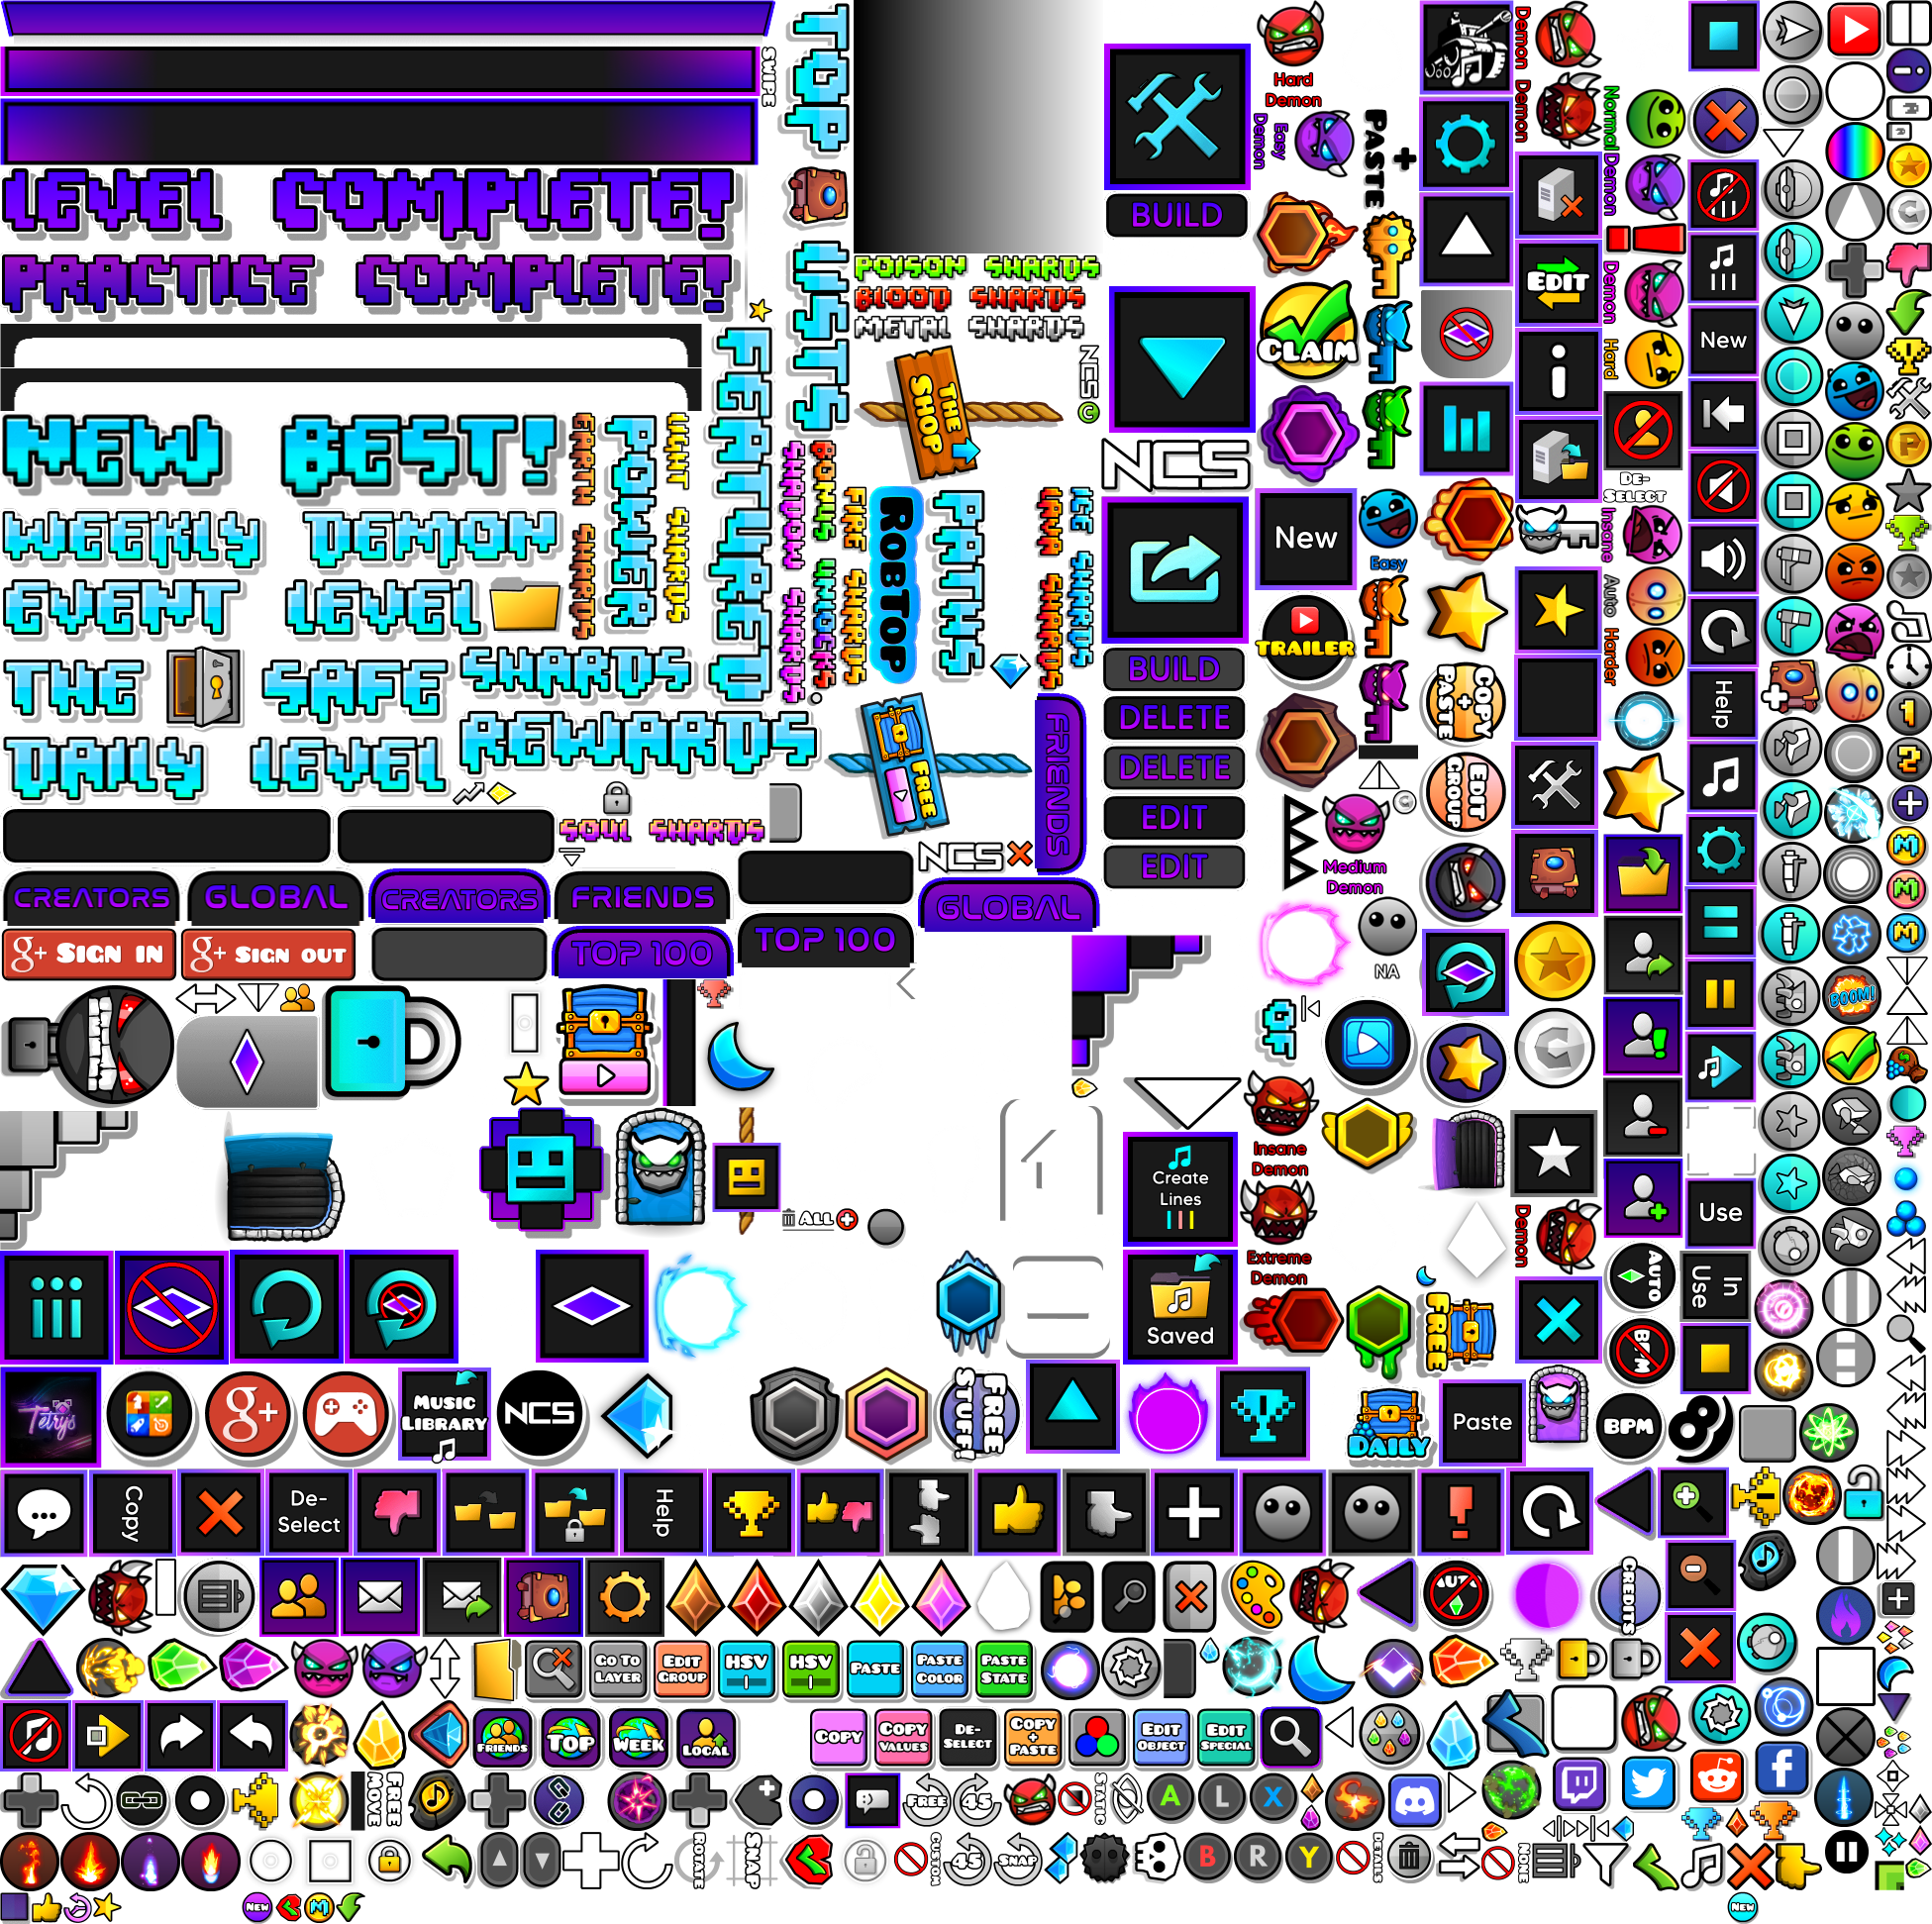 SWIPE
TOP
LEVEL COMPLETE!
PRACTICE COMPLETE!
LISTS
POISON SHARDS
BLOOD SHARDS
METAL SHARDS
NCS
THE SHOP
FEATURED
NEW BEST!
EARTH SHARDS
POWER
LIGHT SHARDS
SHADOW SHARDS
BONUS UNLOCKS:
FIRE SHARDS
ROBTOP
PATHS
LAVA SHARDS
ICE SHARDS
WEEKLY DEMON
EVENT LEVEL
THE SAFE
SHARDS
REWARDS
DAILY LEVEL
FREE
FRIENDS
SOUL SHARDS
NCS
CREATORS
GLOBAL
CREATORS
FRIENDS
TOP 100
TOP 100
GLOBAL
g+ SIGN IN
g+ SIGN OUT
BUILD
NCS
BUILD
DELETE
DELETE
EDIT
EDIT
Hard Demon
Easy Demon
PASTE +
CLAIM
New
Easy
TRAILER
COPY + PASTE
EDIT GROUP
Medium Demon
NA
OF
Insane Demon
Extreme Demon
Create Lines
Saved
Demon
Demon
Normal
Demon
Demon
Hard
EDIT
DE-SELECT
Insane
Auto
Harder
New
Help
Use
In Use
Demon
AUTO
BPM
BPM
FREE
DAILY
Paste
BOOM!
ALL
Tetrys
g+
MUSIC LIBRARY
NCS
FREE STUFF!
Copy
De-Select
Help
CREDITS
AUTO
GO TO LAYER
EDIT GROUP
HSV
HSV
PASTE
PASTE COLOR
PASTE STATE
FRIENDS
TOP
WEEK
LOCAL
COPY
COPY VALUES
DE-SELECT
COPY + PASTE
EDIT OBJECT
EDIT SPECIAL
FREE MOVE
FREE
45
STATIC
A
L
X
ROTATE
SNAP
CUSTOM
45
SNAP
B
R
Y
DETAILS
NONE
NEW
M
NEW